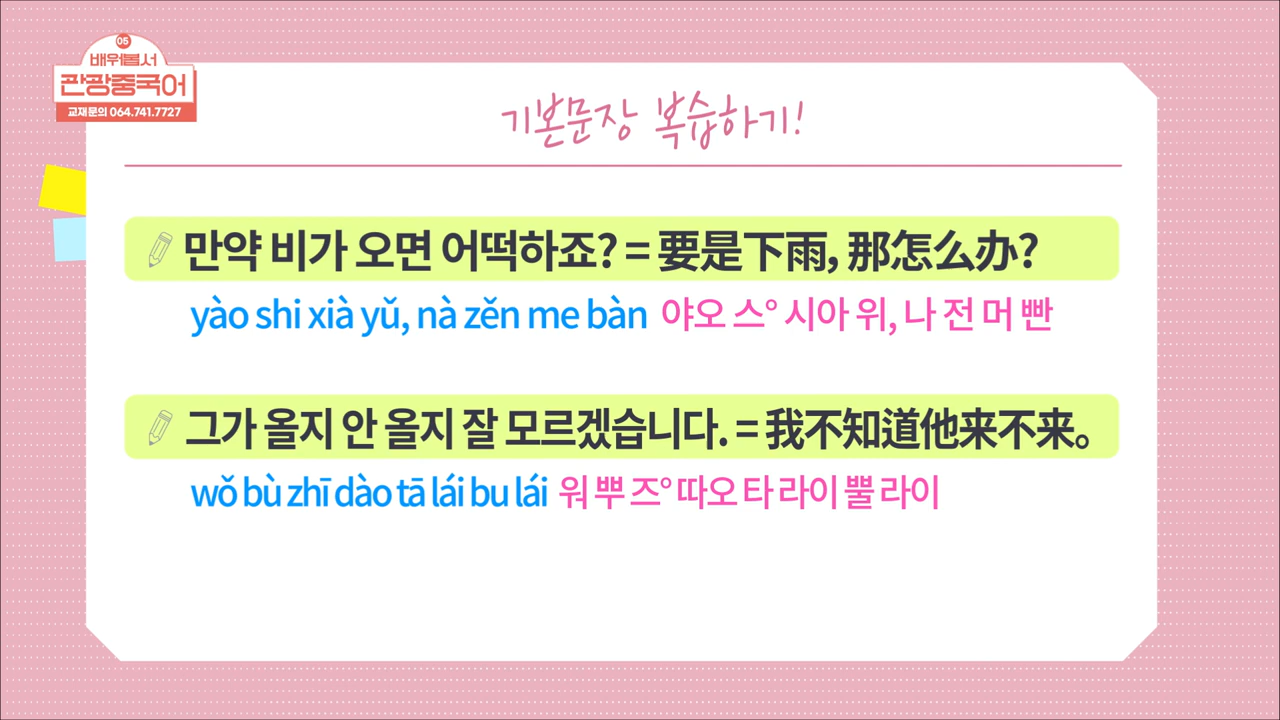 05
배워봅서
관광중국어
교재문의 064.741.7727
기본문장 복습하기!
만약 비가 오면 어떡하죠? = 要是下雨, 那怎么办?
yào shi xià yǔ, nà zěn me bàn 야오 스° 시아 위, 나 전 머 빤
그가 올지 안 올지 잘 모르겠습니다. = 我不知道他来不来。
wǒ bù zhī dào tā lái bu lái 워 뿌 즈° 따오 타 라이 뿔 라이